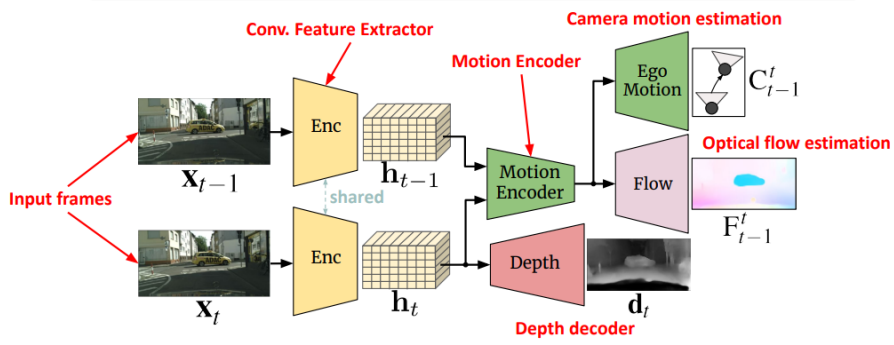 Camera motion estimation
Conv. Feature Extractor
Motion Encoder
Ego
Motion
C^t_{t-1}
Enc
Optical flow estimation
x_{t-1}
h_{t-1}
Motion
Encoder
Flow
Input frames
shared
F^t_{t-1}
Enc
Depth
x_t
h_t
d_t
Depth decoder